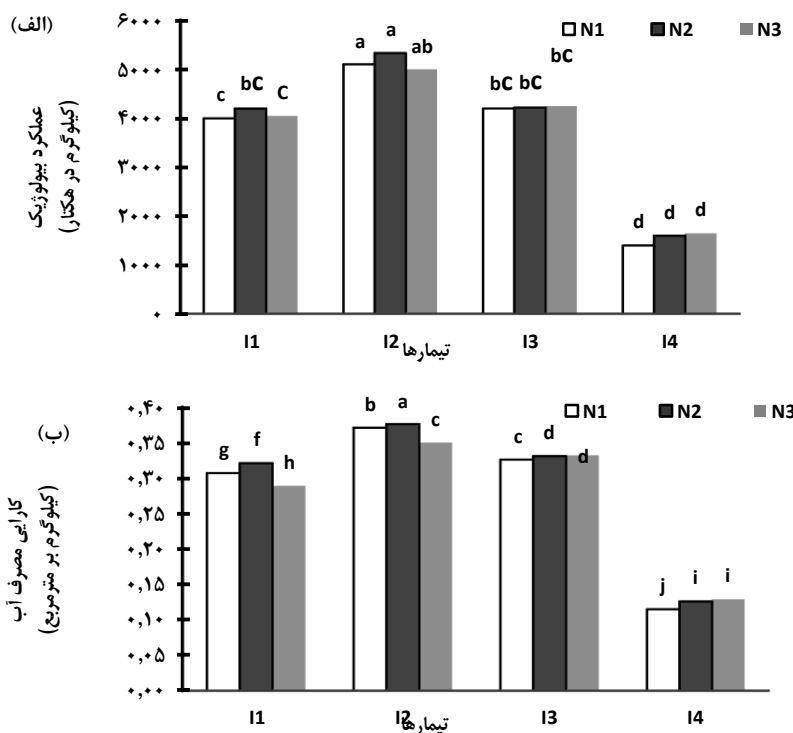 (الف)
N1 N2 N3
۶۰۰۰
۵۰۰۰
۴۰۰۰
۳۰۰۰
۲۰۰۰
۱۰۰۰
۰
عملکرد بیولوژیک
(کیلوگرم در هکتار)
c bC C
a a ab
bC bC bC
d d d
I1 I2 I3 I4
تیمارها
(ب)
N1 N2 N3
۰,۴۰
۰,۳۵
۰,۳۰
۰,۲۵
۰,۲۰
۰,۱۵
۰,۱۰
۰,۰۵
۰,۰۰
کارایی مصرف آب
(کیلوگرم بر مترمربع)
g f h
b a c
c d d
j i i
I1 I2 I3 I4
تیمارها